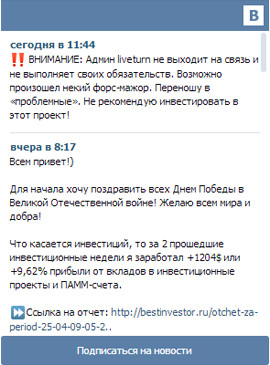 B
сегодня в 11:44
‼ ВНИМАНИЕ: Админ liveturn не выходит на связь и
не выполняет своих обязательств. Возможно
произошел некий форс-мажор. Переношу в
«проблемные». Не рекомендую инвестировать в
этот проект!
вчера в 8:17
Всем привет!)
Для начала хочу поздравить всех Днем Победы в
Великой Отечественной войне! Желаю всем мира и
добра!
Что касается инвестиций, то за 2 прошедшие
инвестиционные недели я заработал +1204$ или
+9,62% прибыли от вкладов в инвестиционные
проекты и ПАММ-счета.
⏩Ссылка на отчет: http://bestinvestor.ru/otchet-za-
period-25-04-09-05-2..
Подписаться на новости